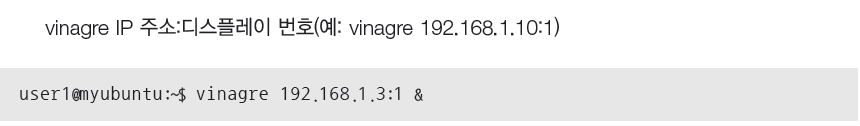 vinagre IP 주소:디스플레이 번호(예: vinagre 192.168.1.10:1)
user1@myubuntu:~$ vinagre 192.168.1.3:1 &